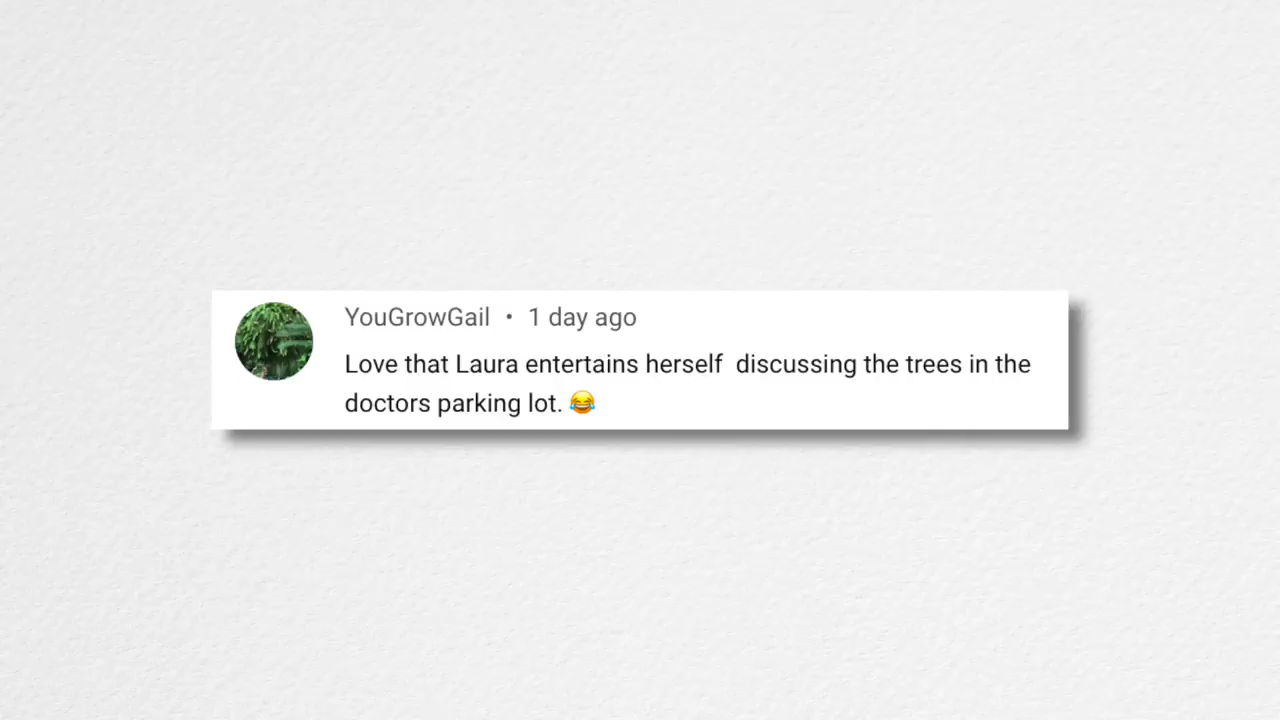 YouGrowGail • 1 day ago
Love that Laura entertains herself  discussing the trees in the
doctors parking lot. 😂